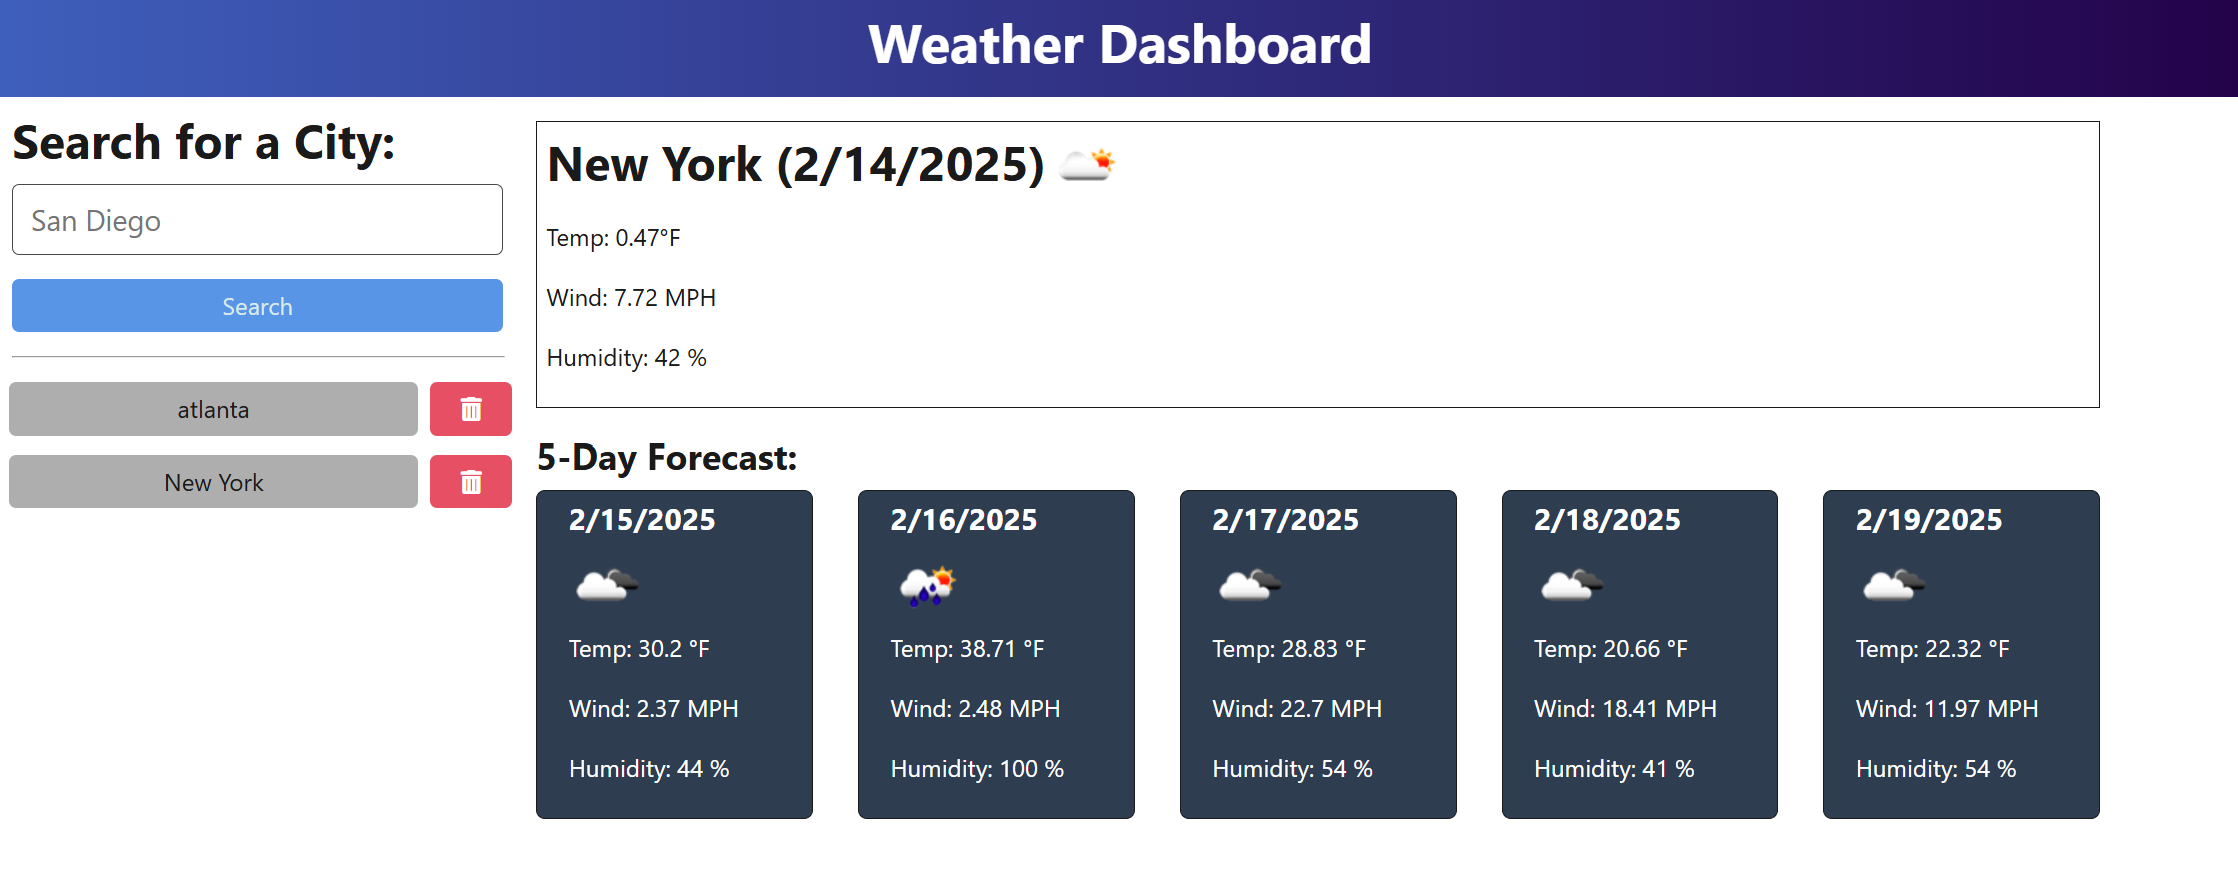 Weather Dashboard
Search for a City:
San Diego
Search
atlanta
New York
New York (2/14/2025)
Temp: 0.47°F
Wind: 7.72 MPH
Humidity: 42 %
5-Day Forecast:
2/15/2025
Temp: 30.2 °F
Wind: 2.37 MPH
Humidity: 44 %
2/16/2025
Temp: 38.71 °F
Wind: 2.48 MPH
Humidity: 100 %
2/17/2025
Temp: 28.83 °F
Wind: 22.7 MPH
Humidity: 54 %
2/18/2025
Temp: 20.66 °F
Wind: 18.41 MPH
Humidity: 41 %
2/19/2025
Temp: 22.32 °F
Wind: 11.97 MPH
Humidity: 54 %